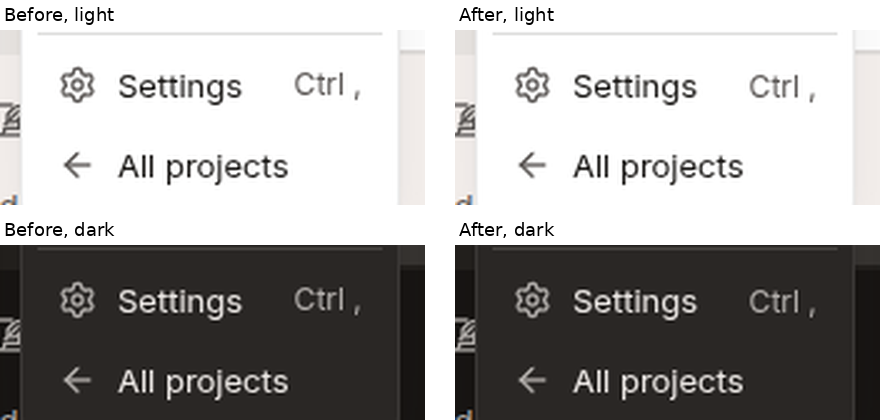 Before, light
After, light
Settings Ctrl ,
All projects
Settings Ctrl ,
All projects
Before, dark
After, dark
Settings Ctrl ,
All projects
Settings Ctrl ,
All projects